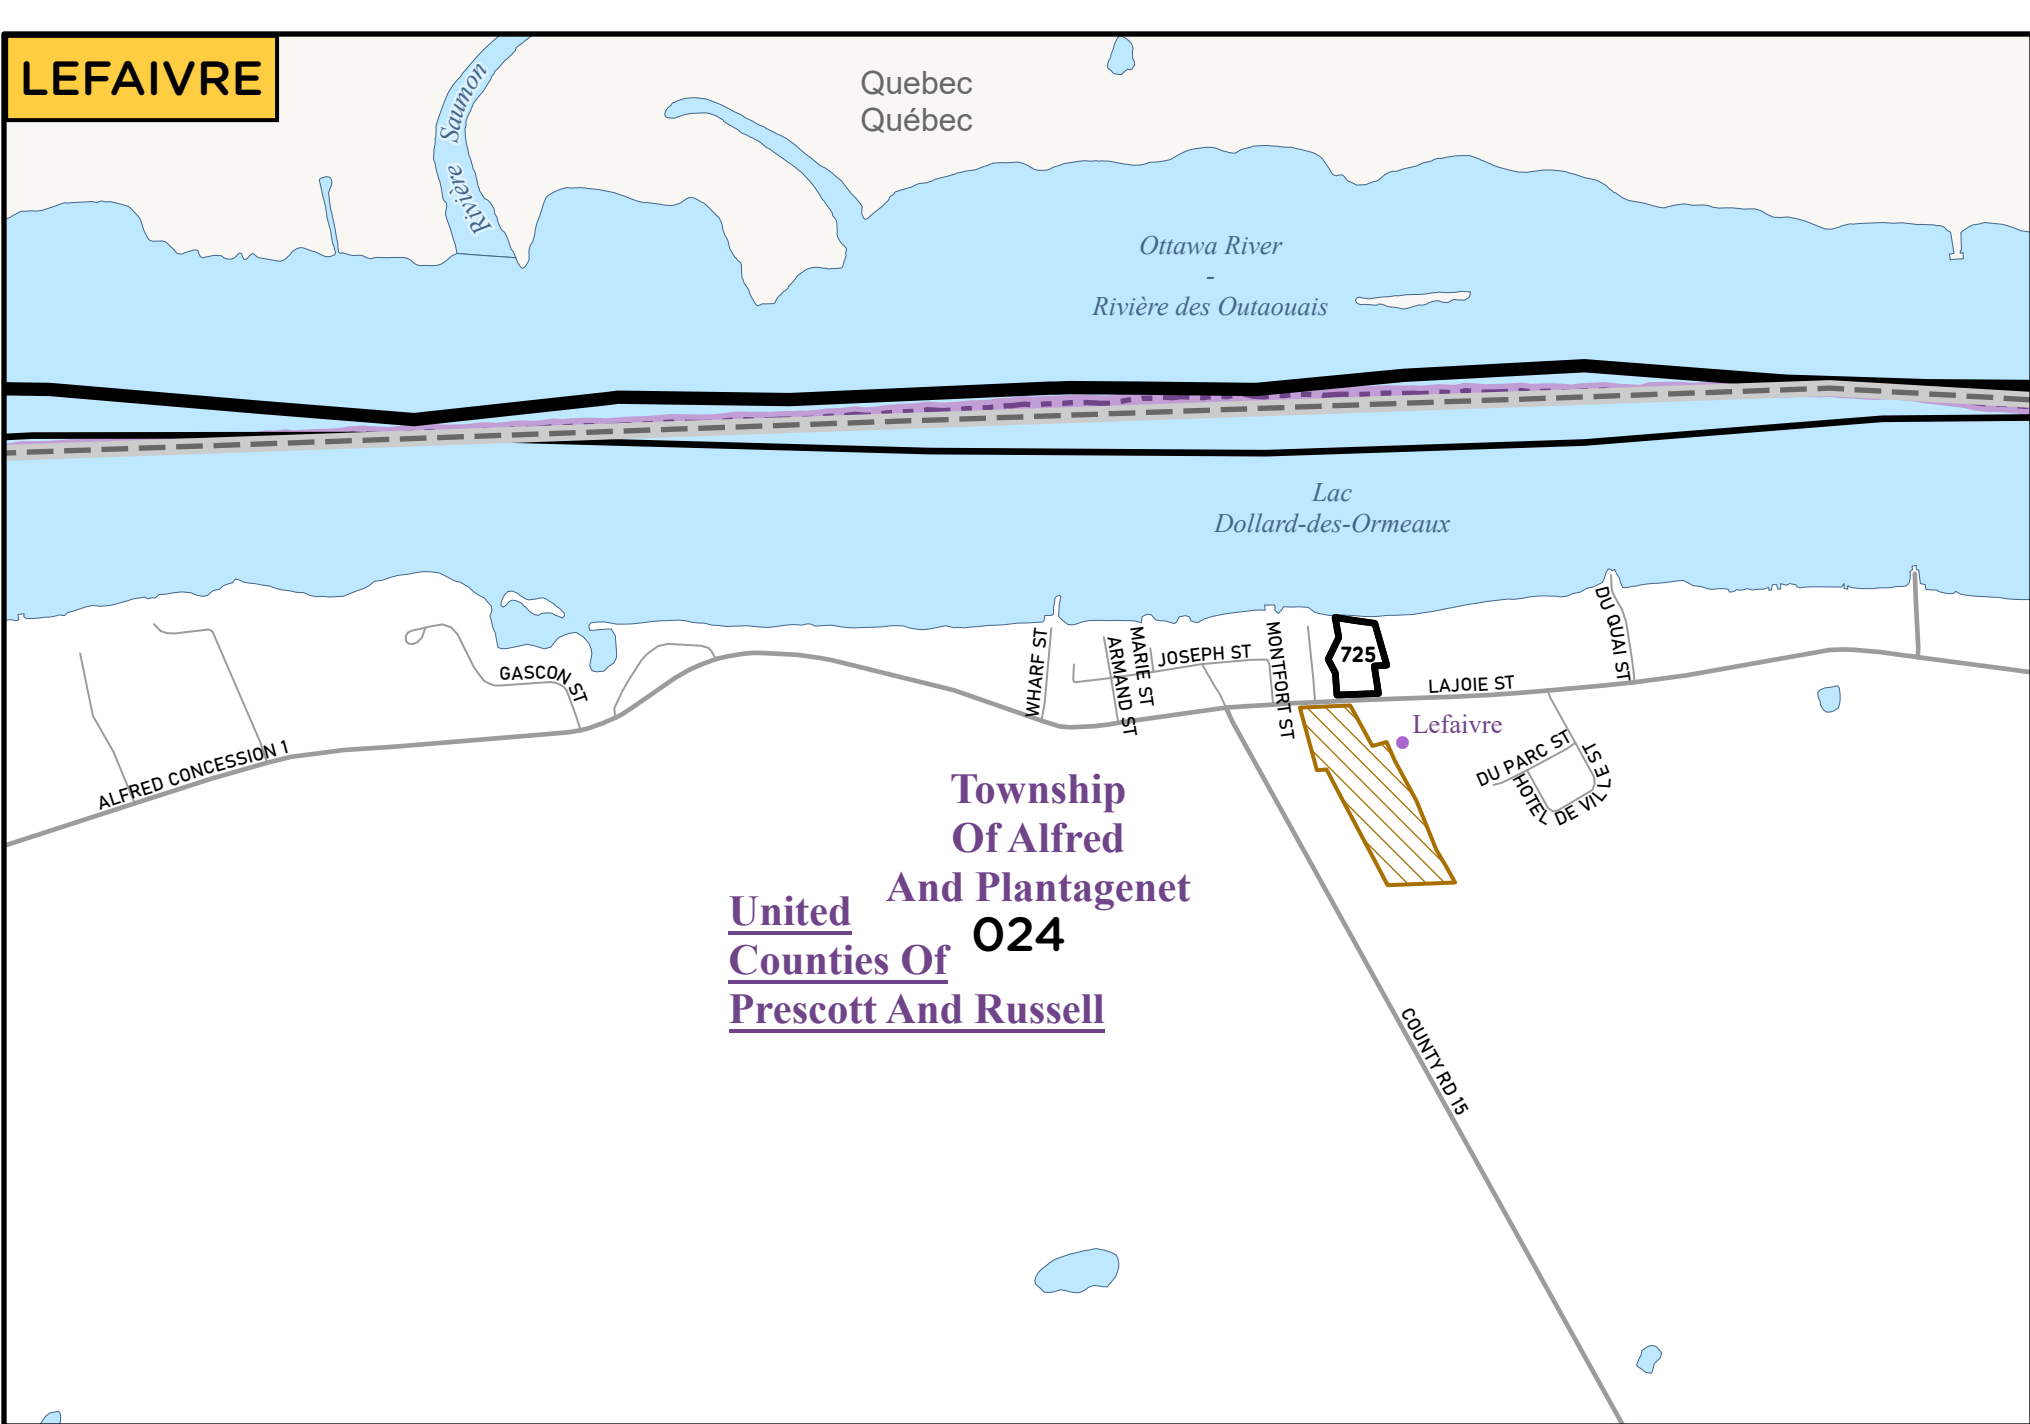 LEFAIVRE
Quebec
Québec
Rivière Saumon
Ottawa River
-
Rivière des Outaouais
Lac
Dollard-des-Ormeaux
WHARF ST
ARMAND ST
MARIE ST
JOSEPH ST
MONTFORT ST
725
DU QUAI ST
GASCON ST
LAJOIE ST
Lefaivre
ALFRED CONCESSION 1
DU PARC ST
HOTEL DE VILLE ST
Township
Of Alfred
And Plantagenet
024
United
Counties Of
Prescott And Russell
COUNTY RD 15